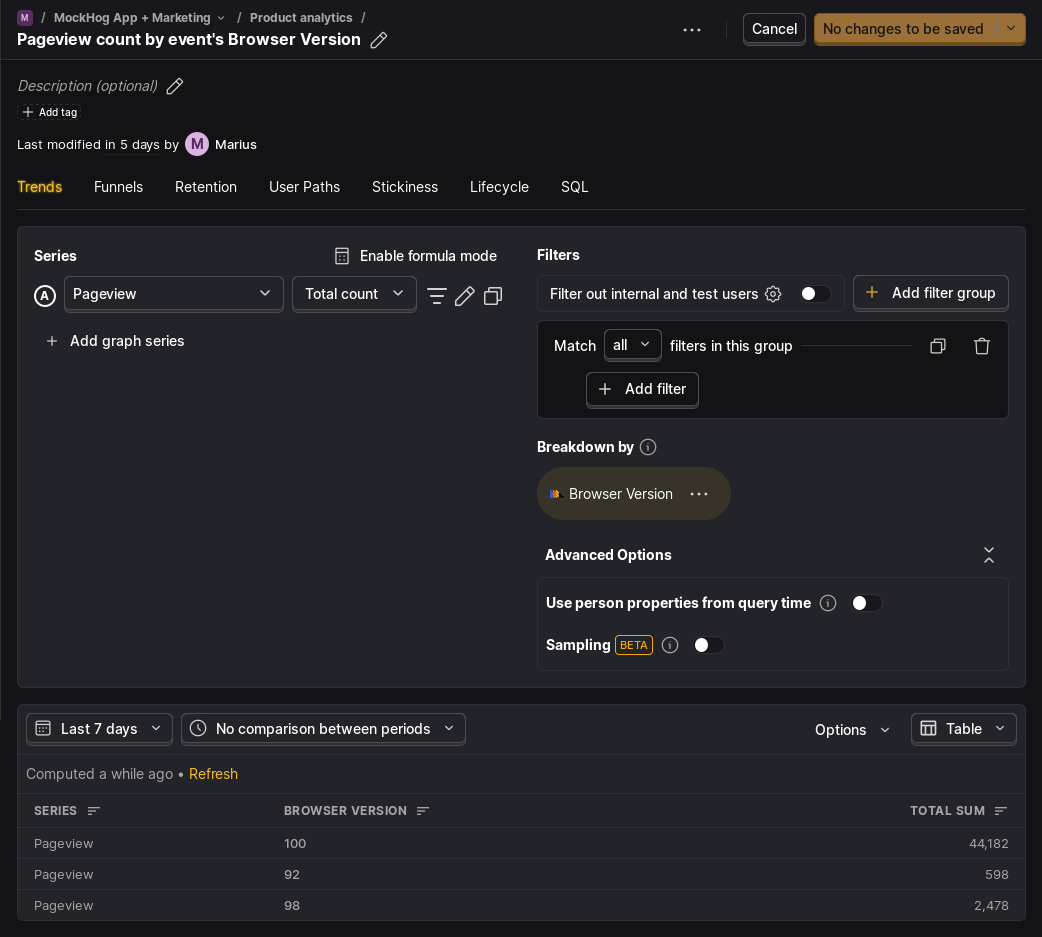 M / MockHog App + Marketing / Product analytics /
Pageview count by event's Browser Version
Cancel
No changes to be saved
Description (optional)
Add tag
Last modified in 5 days by M Marius
Trends Funnels Retention User Paths Stickiness Lifecycle SQL
Series
Enable formula mode
A Pageview Total count
Add graph series
Filters
Filter out internal and test users
Add filter group
Match all filters in this group
Add filter
Breakdown by
Browser Version
Advanced Options
Use person properties from query time
Sampling BETA
Last 7 days No comparison between periods Options Table
Computed a while ago • Refresh
SERIES BROWSER VERSION TOTAL SUM
Pageview 100 44,182
Pageview 92 598
Pageview 98 2,478